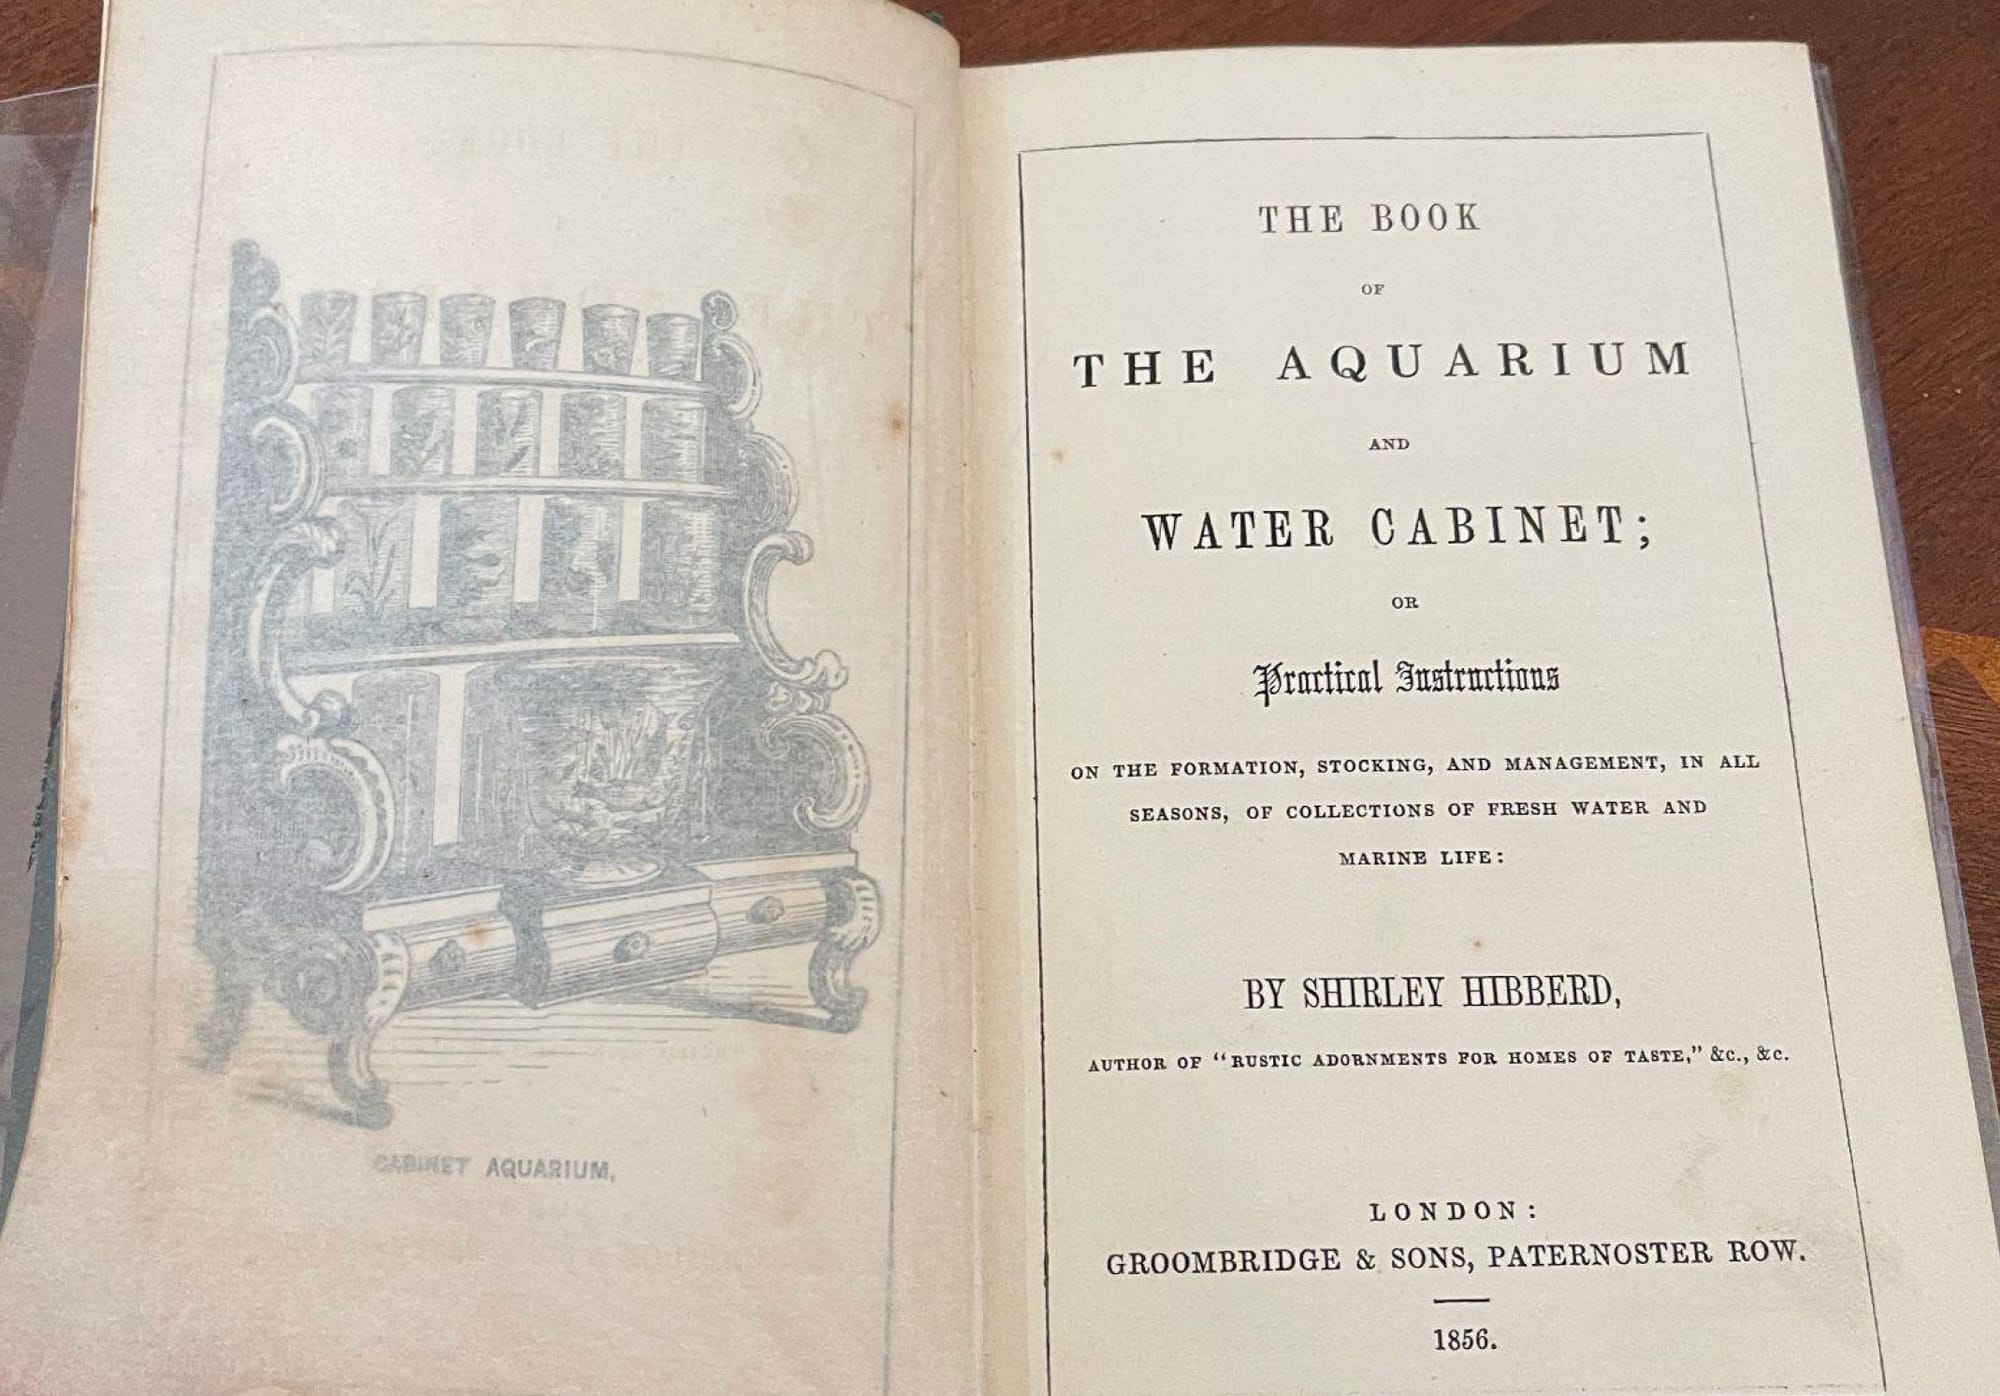 CABINET AQUARIUM,
THE BOOK
OF
THE AQUARIUM
AND
WATER CABINET;
OR
Practical Instructions
ON THE FORMATION, STOCKING, AND MANAGEMENT, IN ALL
SEASONS, OF COLLECTIONS OF FRESH WATER AND
MARINE LIFE:
BY SHIRLEY HIBBERD,
AUTHOR OF "RUSTIC ADORNMENTS FOR HOMES OF TASTE," &c., &c.
LONDON:
GROOMBRIDGE & SONS, PATERNOSTER ROW.
1856.